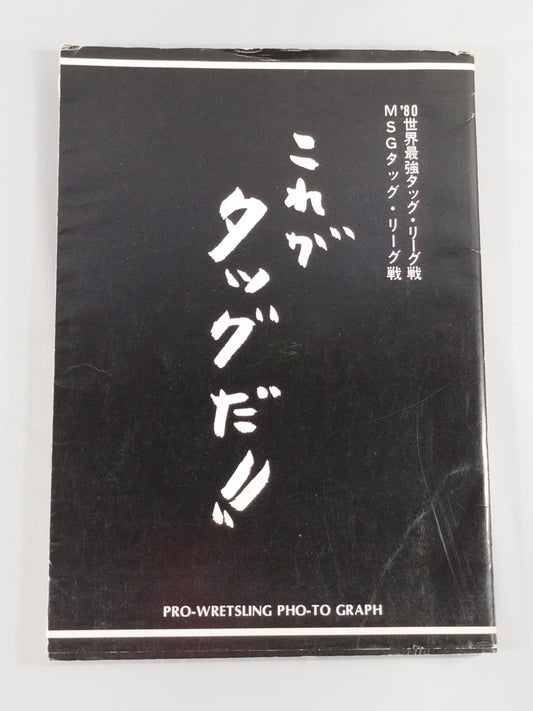 '80世界最強タッグ・リーグ戦
MSGタッグ・リーグ戦
これが
タッグだ!!
PRO-WRETSLING PHO-TO GRAPH